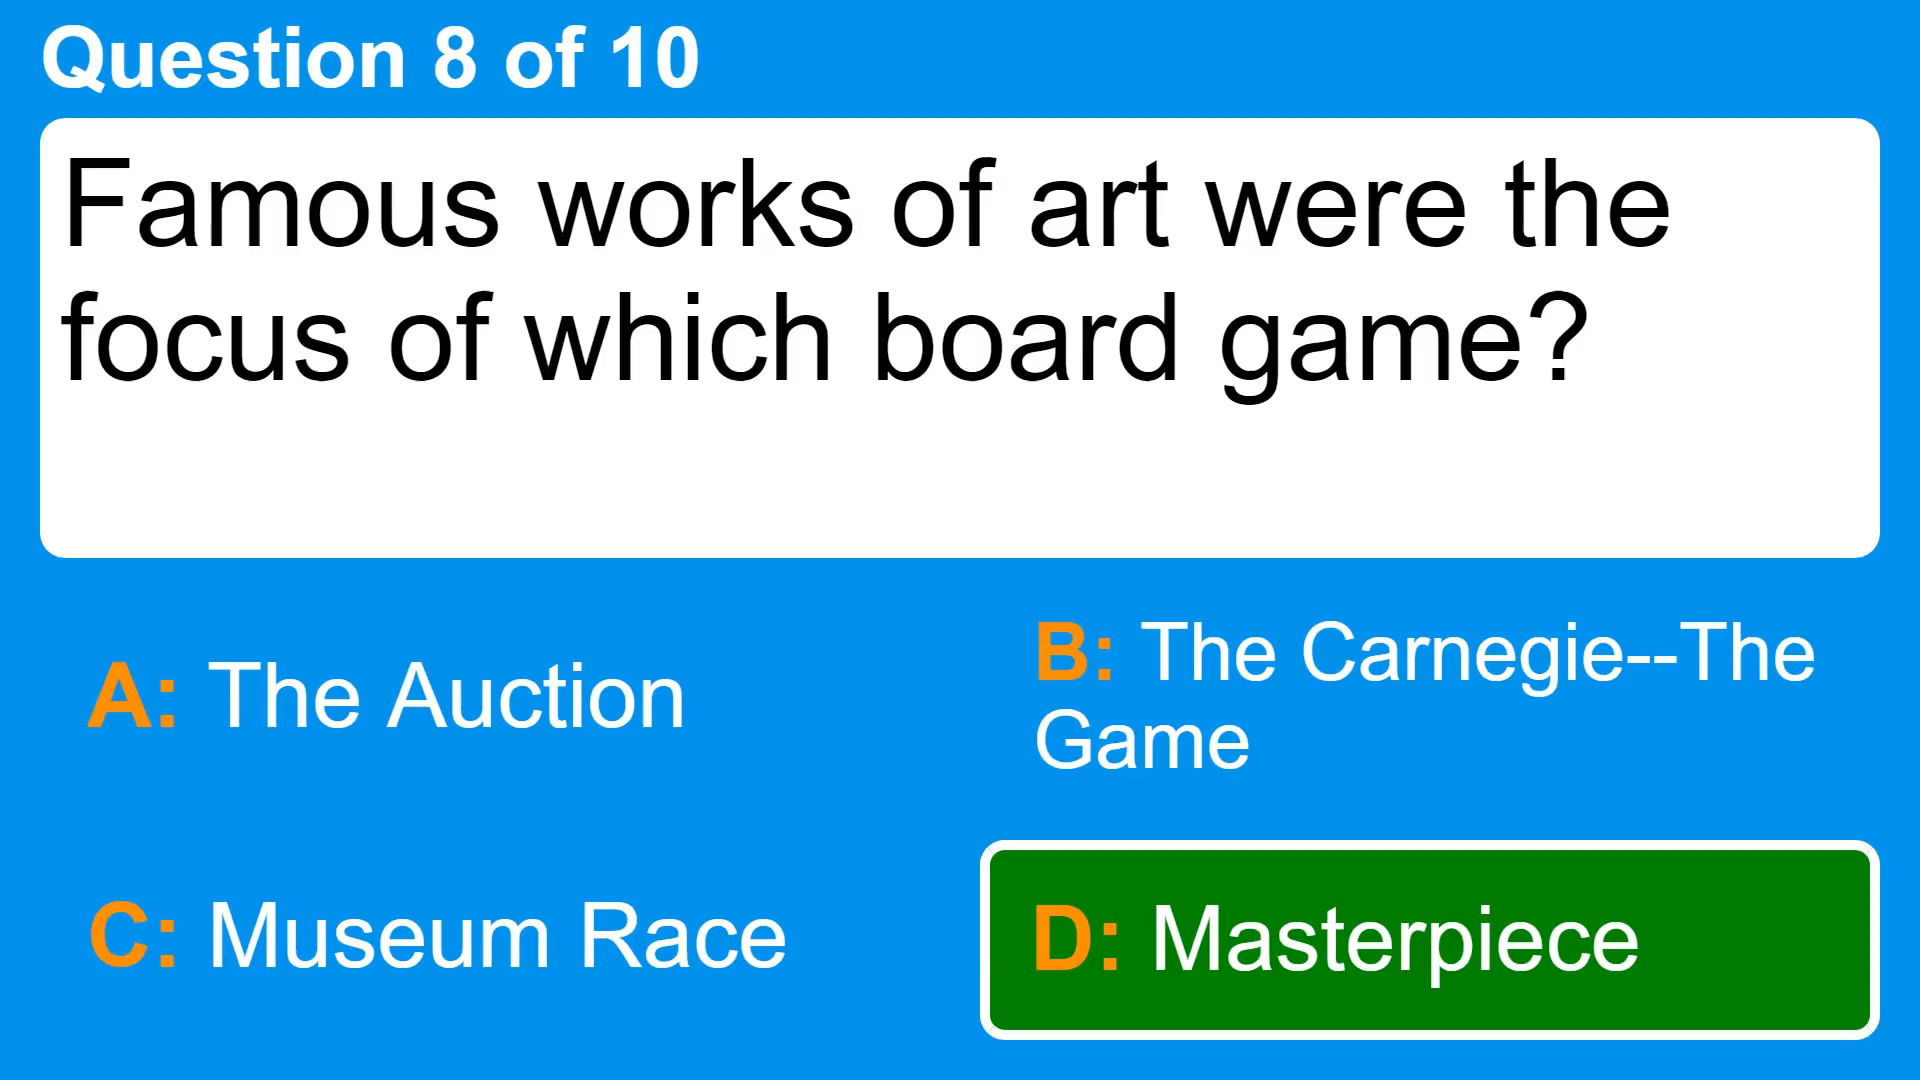 Question 8 of 10
Famous works of art were the
focus of which board game?
A: The Auction
B: The Carnegie--The
Game
C: Museum Race
D: Masterpiece